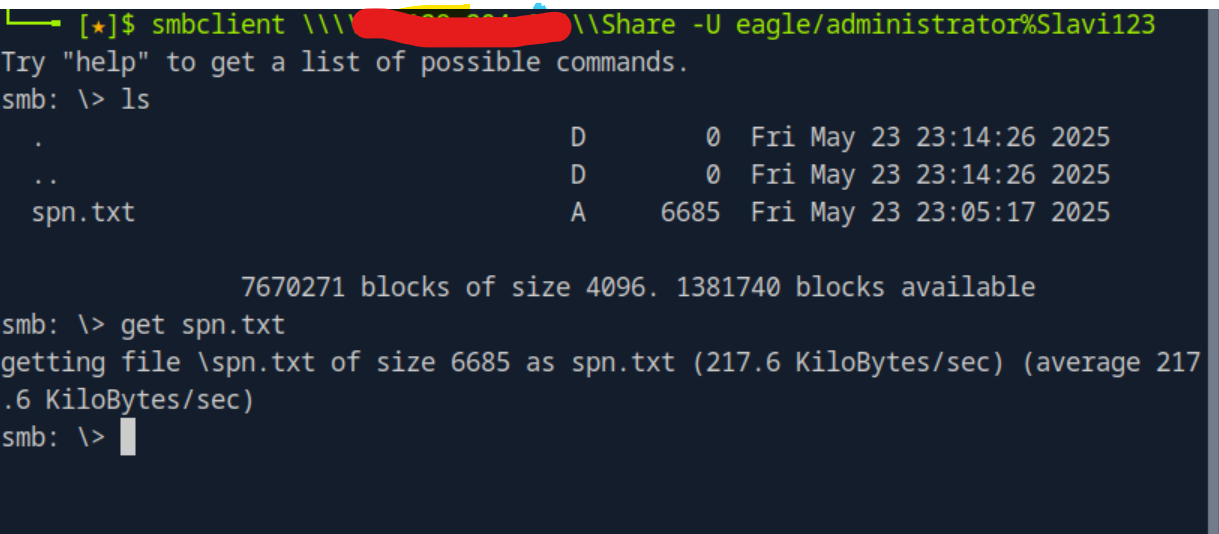 [★]$ smbclient \\\\ \\Share -U eagle/administrator%Slavi123
Try "help" to get a list of possible commands.
smb: \> ls
  .                                   D        0  Fri May 23 23:14:26 2025
  ..                                  D        0  Fri May 23 23:14:26 2025
  spn.txt                             A     6685  Fri May 23 23:05:17 2025
7670271 blocks of size 4096. 1381740 blocks available
smb: \> get spn.txt
getting file \spn.txt of size 6685 as spn.txt (217.6 KiloBytes/sec) (average 217
.6 KiloBytes/sec)
smb: \>